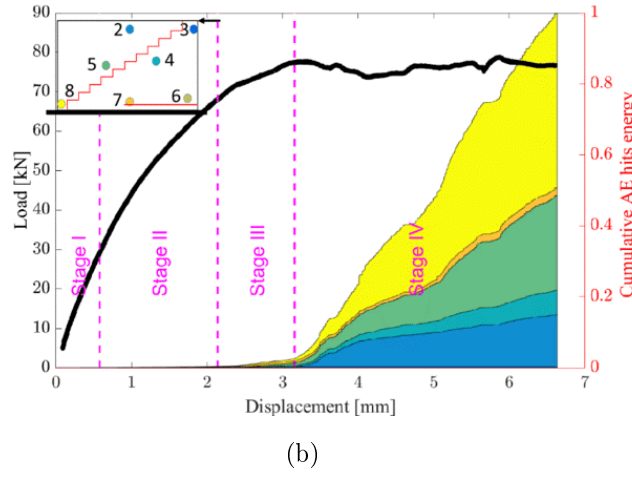 90
80
70
60
50
40
30
20
10
0
Load [kN]
2
3
5
4
8
7
6
Stage I
Stage II
Stage III
Stage IV
1
0.8
0.6
0.4
0.2
0
Cumulative AE hits energy
0 1 2 3 4 5 6 7
Displacement [mm]
(b)